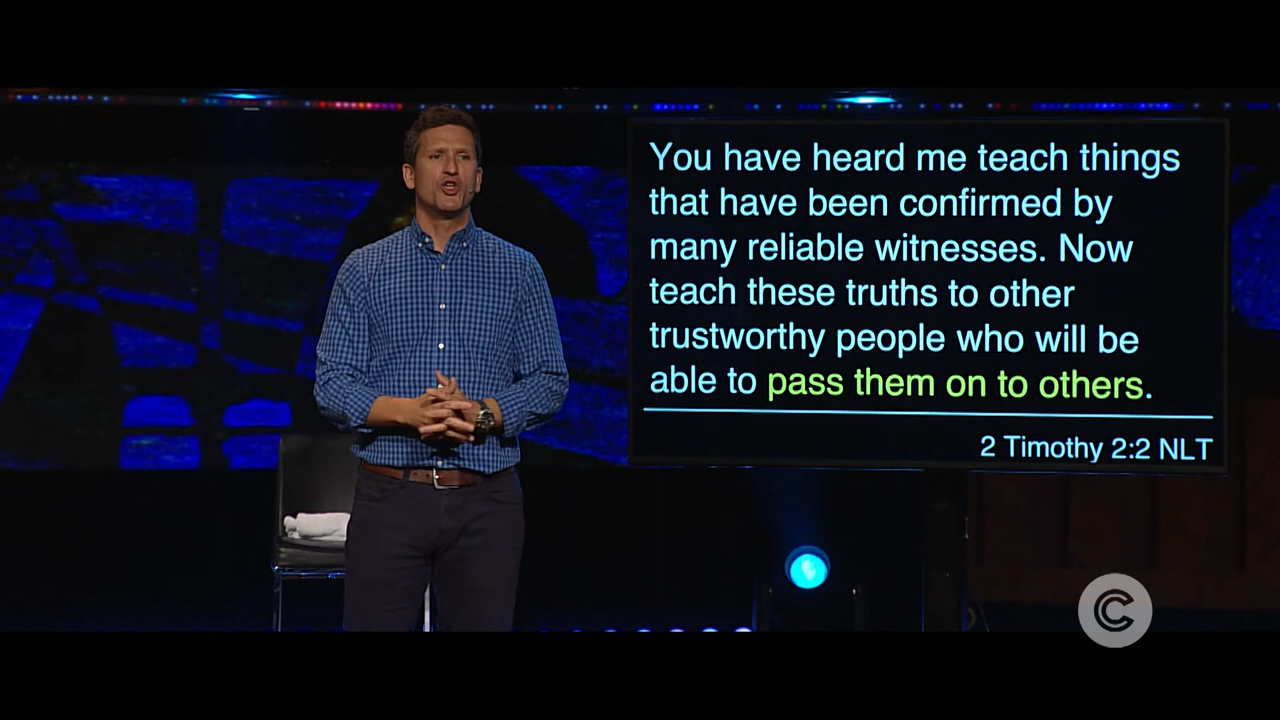 You have heard me teach things
that have been confirmed by
many reliable witnesses. Now
teach these truths to other
trustworthy people who will be
able to pass them on to others.
2 Timothy 2:2 NLT